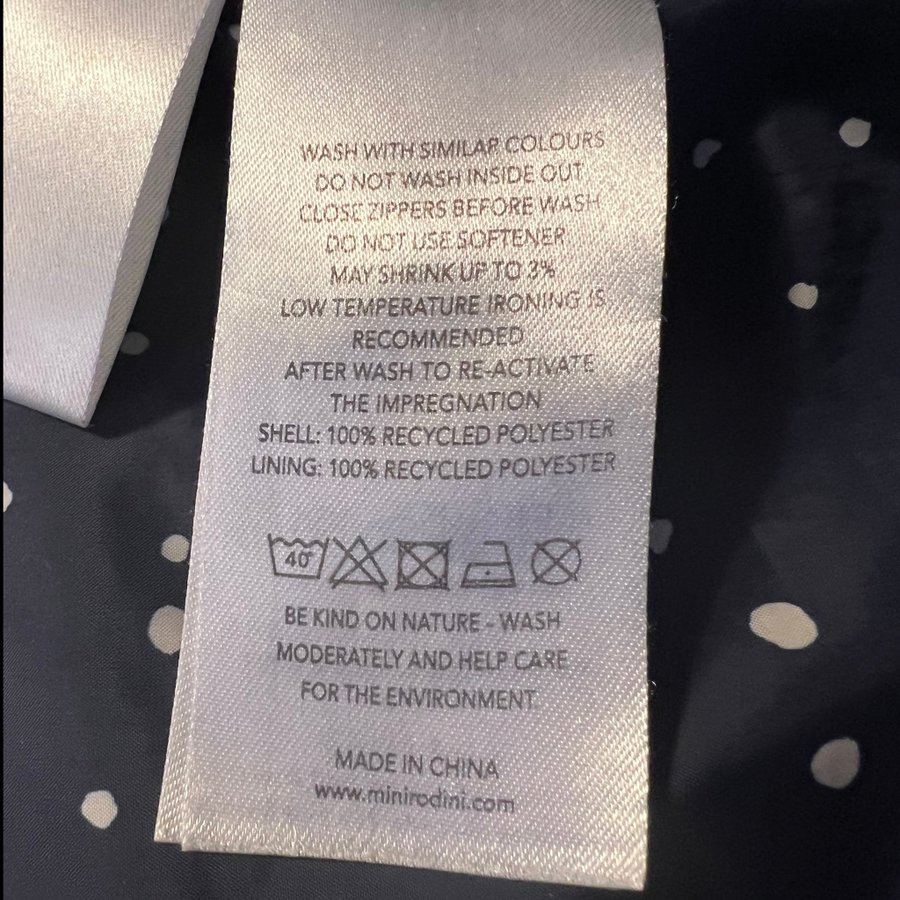 WASH WITH SIMILAR COLOURS
DO NOT WASH INSIDE OUT
CLOSE ZIPPERS BEFORE WASH
DO NOT USE SOFTENER
MAY SHRINK UP TO 3%
LOW TEMPERATURE IRONING IS
RECOMMENDED
AFTER WASH TO RE-ACTIVATE
THE IMPREGNATION
SHELL: 100% RECYCLED POLYESTER
LINING: 100% RECYCLED POLYESTER
40°
BE KIND ON NATURE - WASH
MODERATELY AND HELP CARE
FOR THE ENVIRONMENT.
MADE IN CHINA
www.minirodini.com